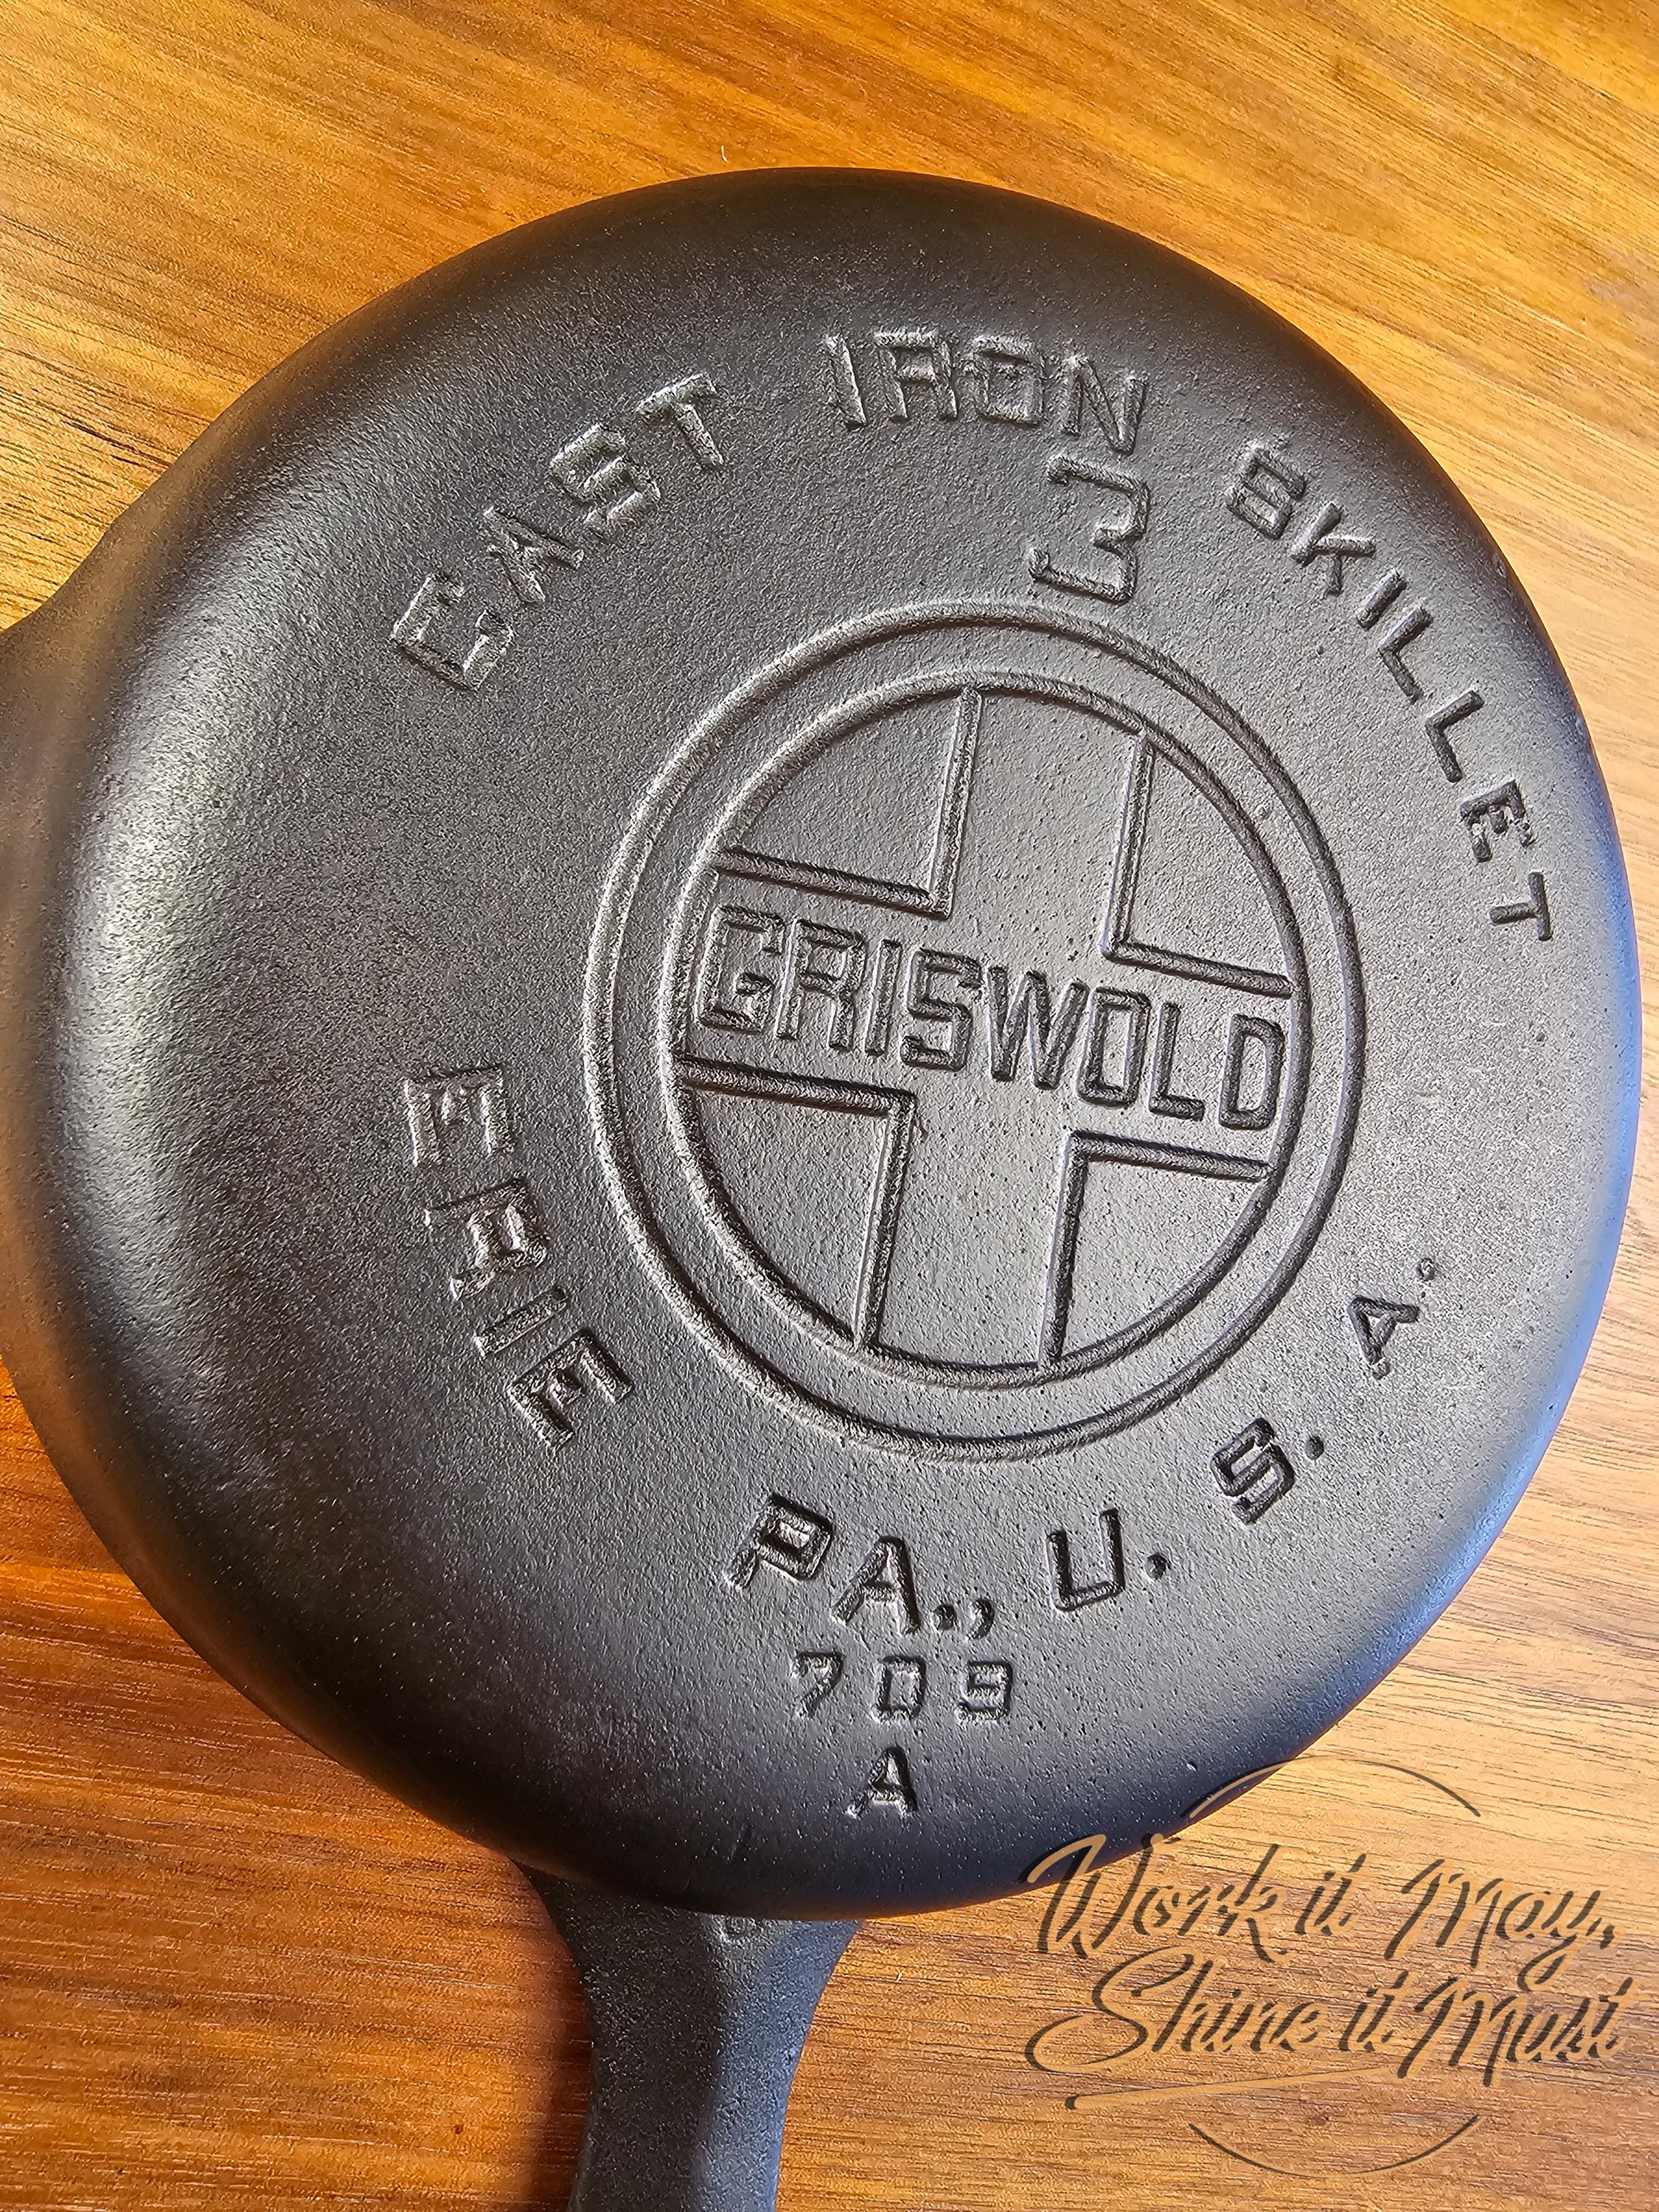 CAST IRON SKILLET
3
GRISWOLD
ERIE PA., U. S. A.
709
A
Work it May,
Shine it Must